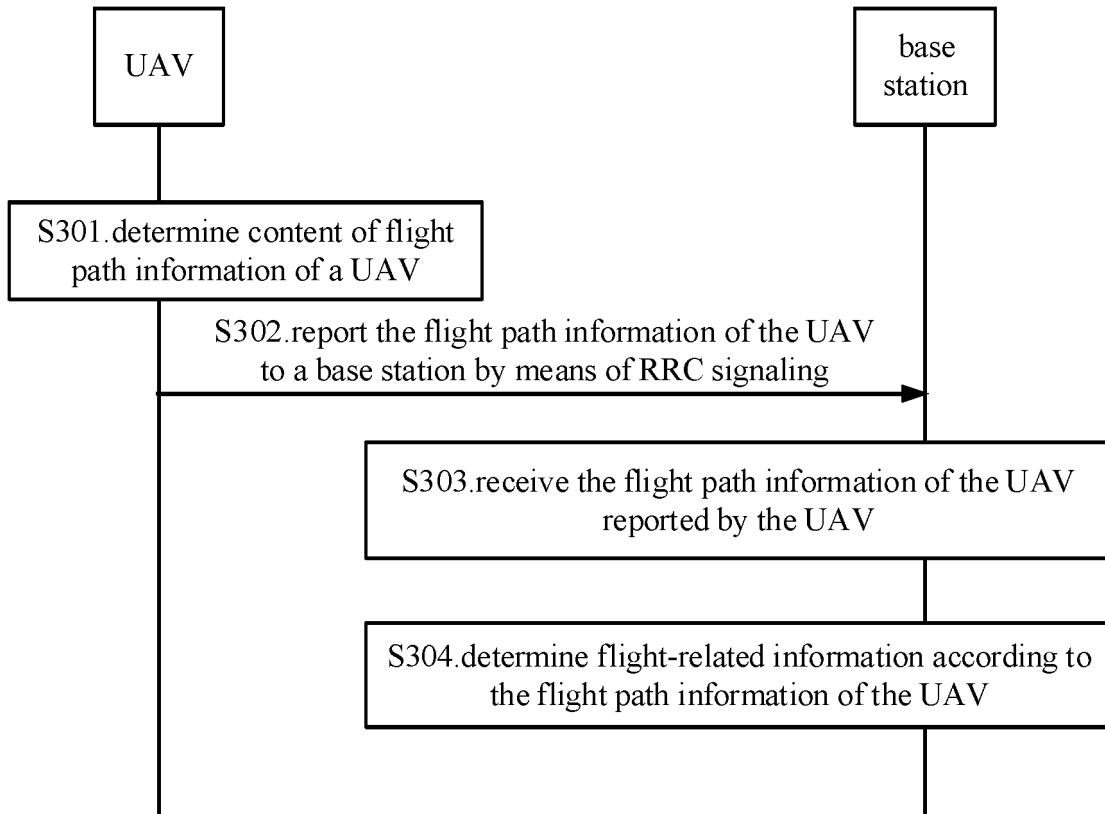 UAV
base
station
S301.determine content of flight
path information of a UAV
S302.report the flight path information of the UAV
to a base station by means of RRC signaling
S303.receive the flight path information of the UAV
reported by the UAV
S304.determine flight-related information according to
the flight path information of the UAV